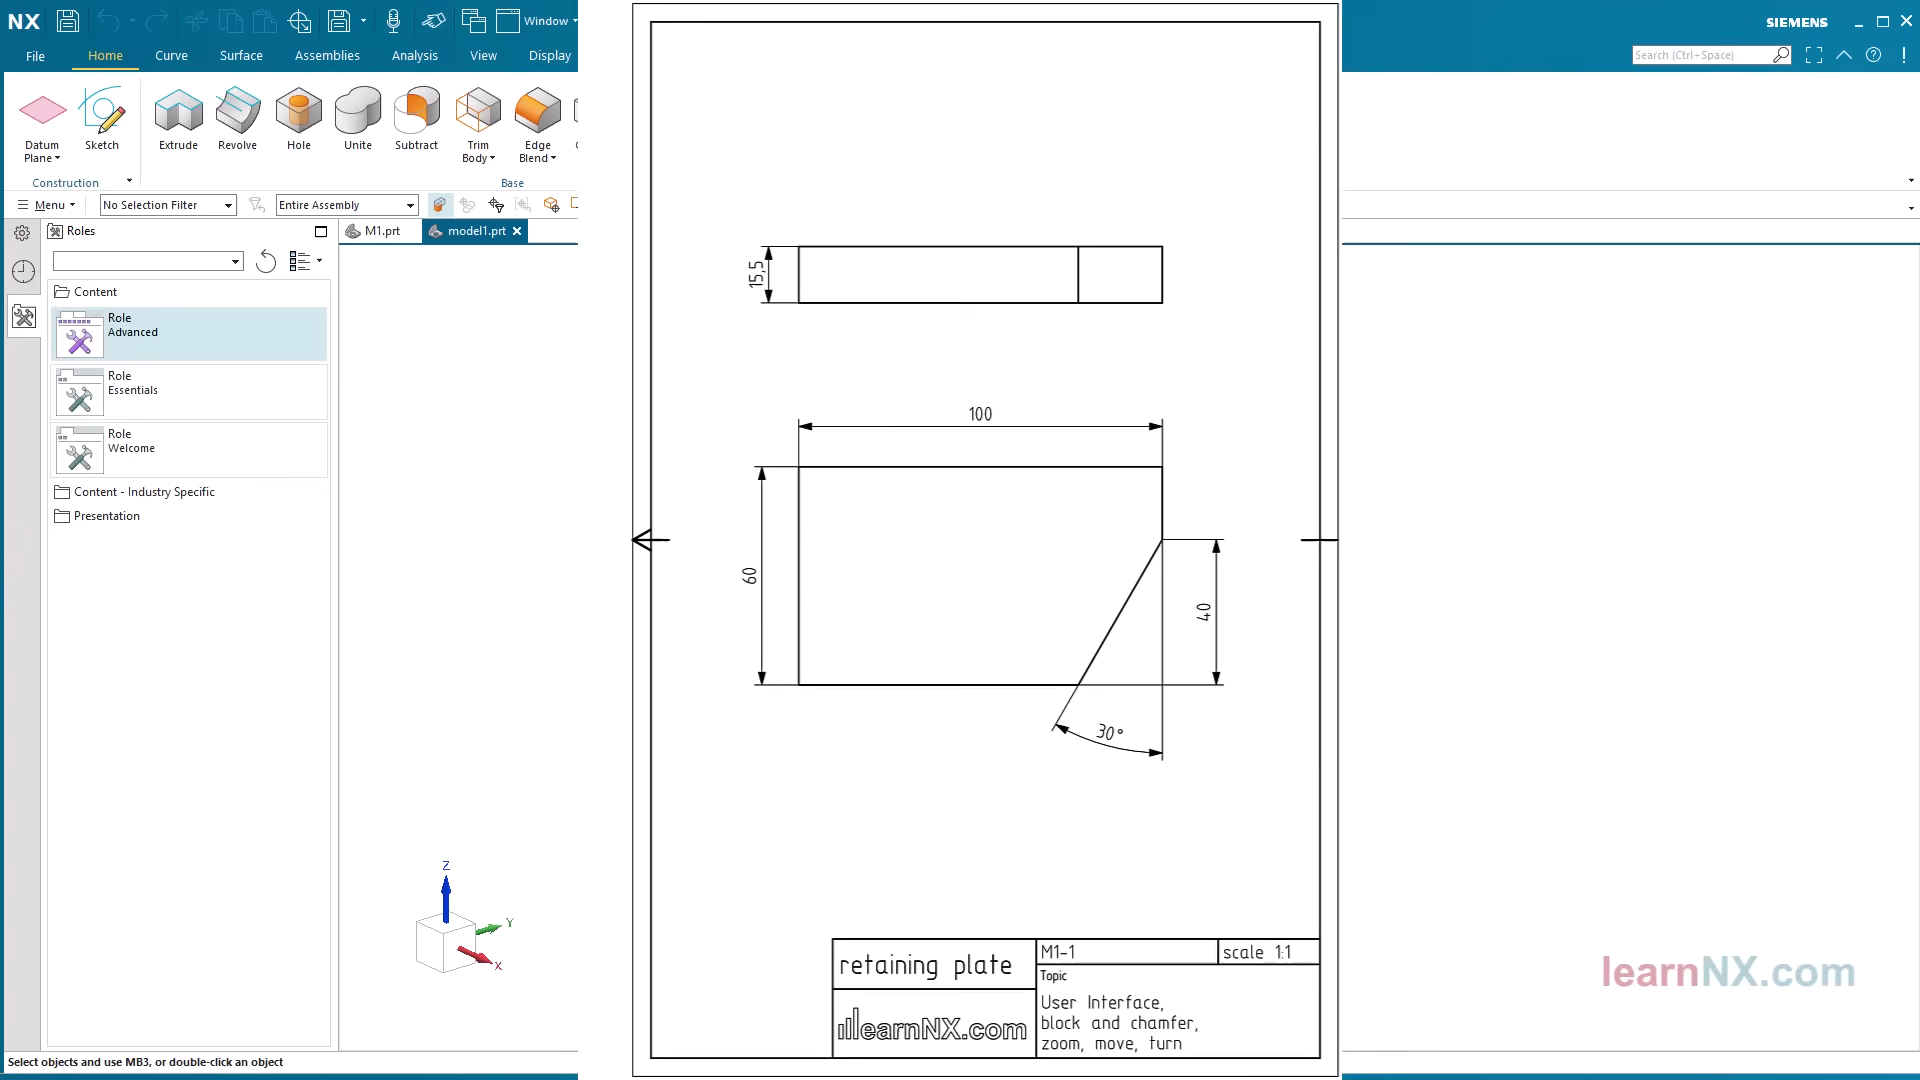 NX
Window
SIEMENS
File
Home
Curve
Surface
Assemblies
Analysis
View
Display
Search (Ctrl+Space)
Datum
Plane
Sketch
Extrude
Revolve
Hole
Unite
Subtract
Trim
Body
Edge
Blend
Construction
Base
Menu
No Selection Filter
Entire Assembly
Roles
M1.prt
model1.prt
Content
Role
Advanced
Role
Essentials
Role
Welcome
Content - Industry Specific
Presentation
15,5
100
60
40
30°
Z
Y
X
retaining plate
M1-1
scale 1:1
Topic
User Interface,
block and chamfer,
zoom, move, turn
learnNX.com
learnNX.com
Select objects and use MB3, or double-click an object